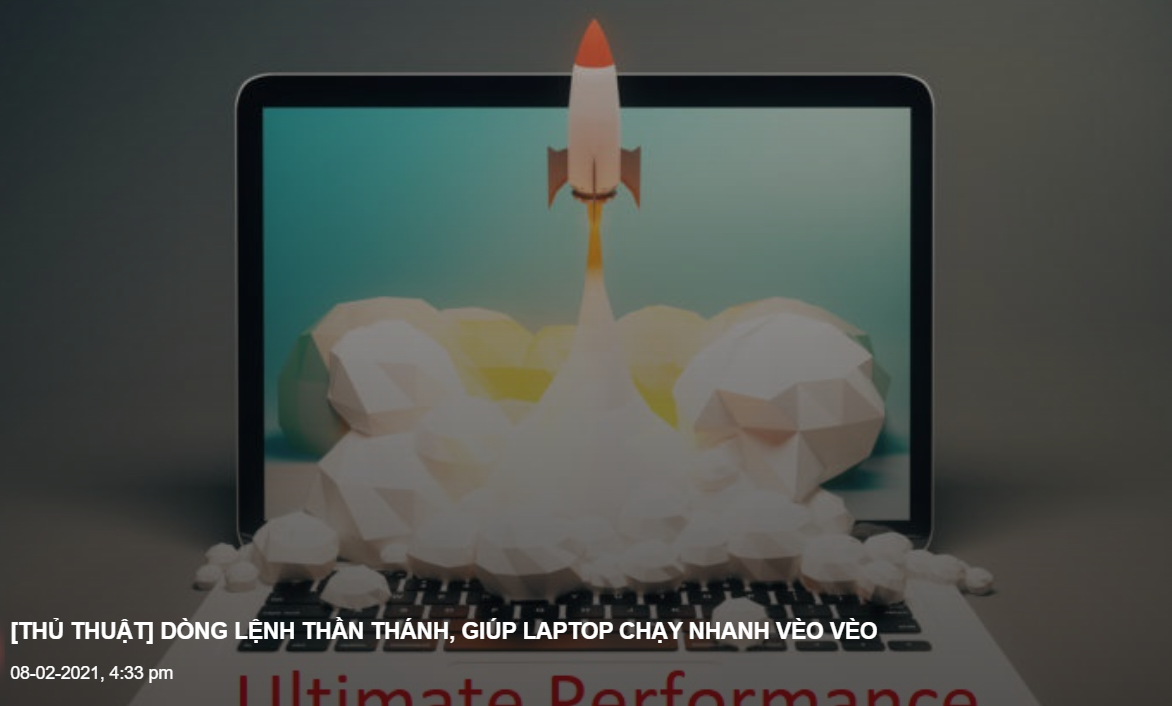 [THỦ THUẬT] DÒNG LỆNH THẦN THÁNH, GIÚP LAPTOP CHẠY NHANH VÈO VÈO
08-02-2021, 4:33 pm
Ultimate Performance